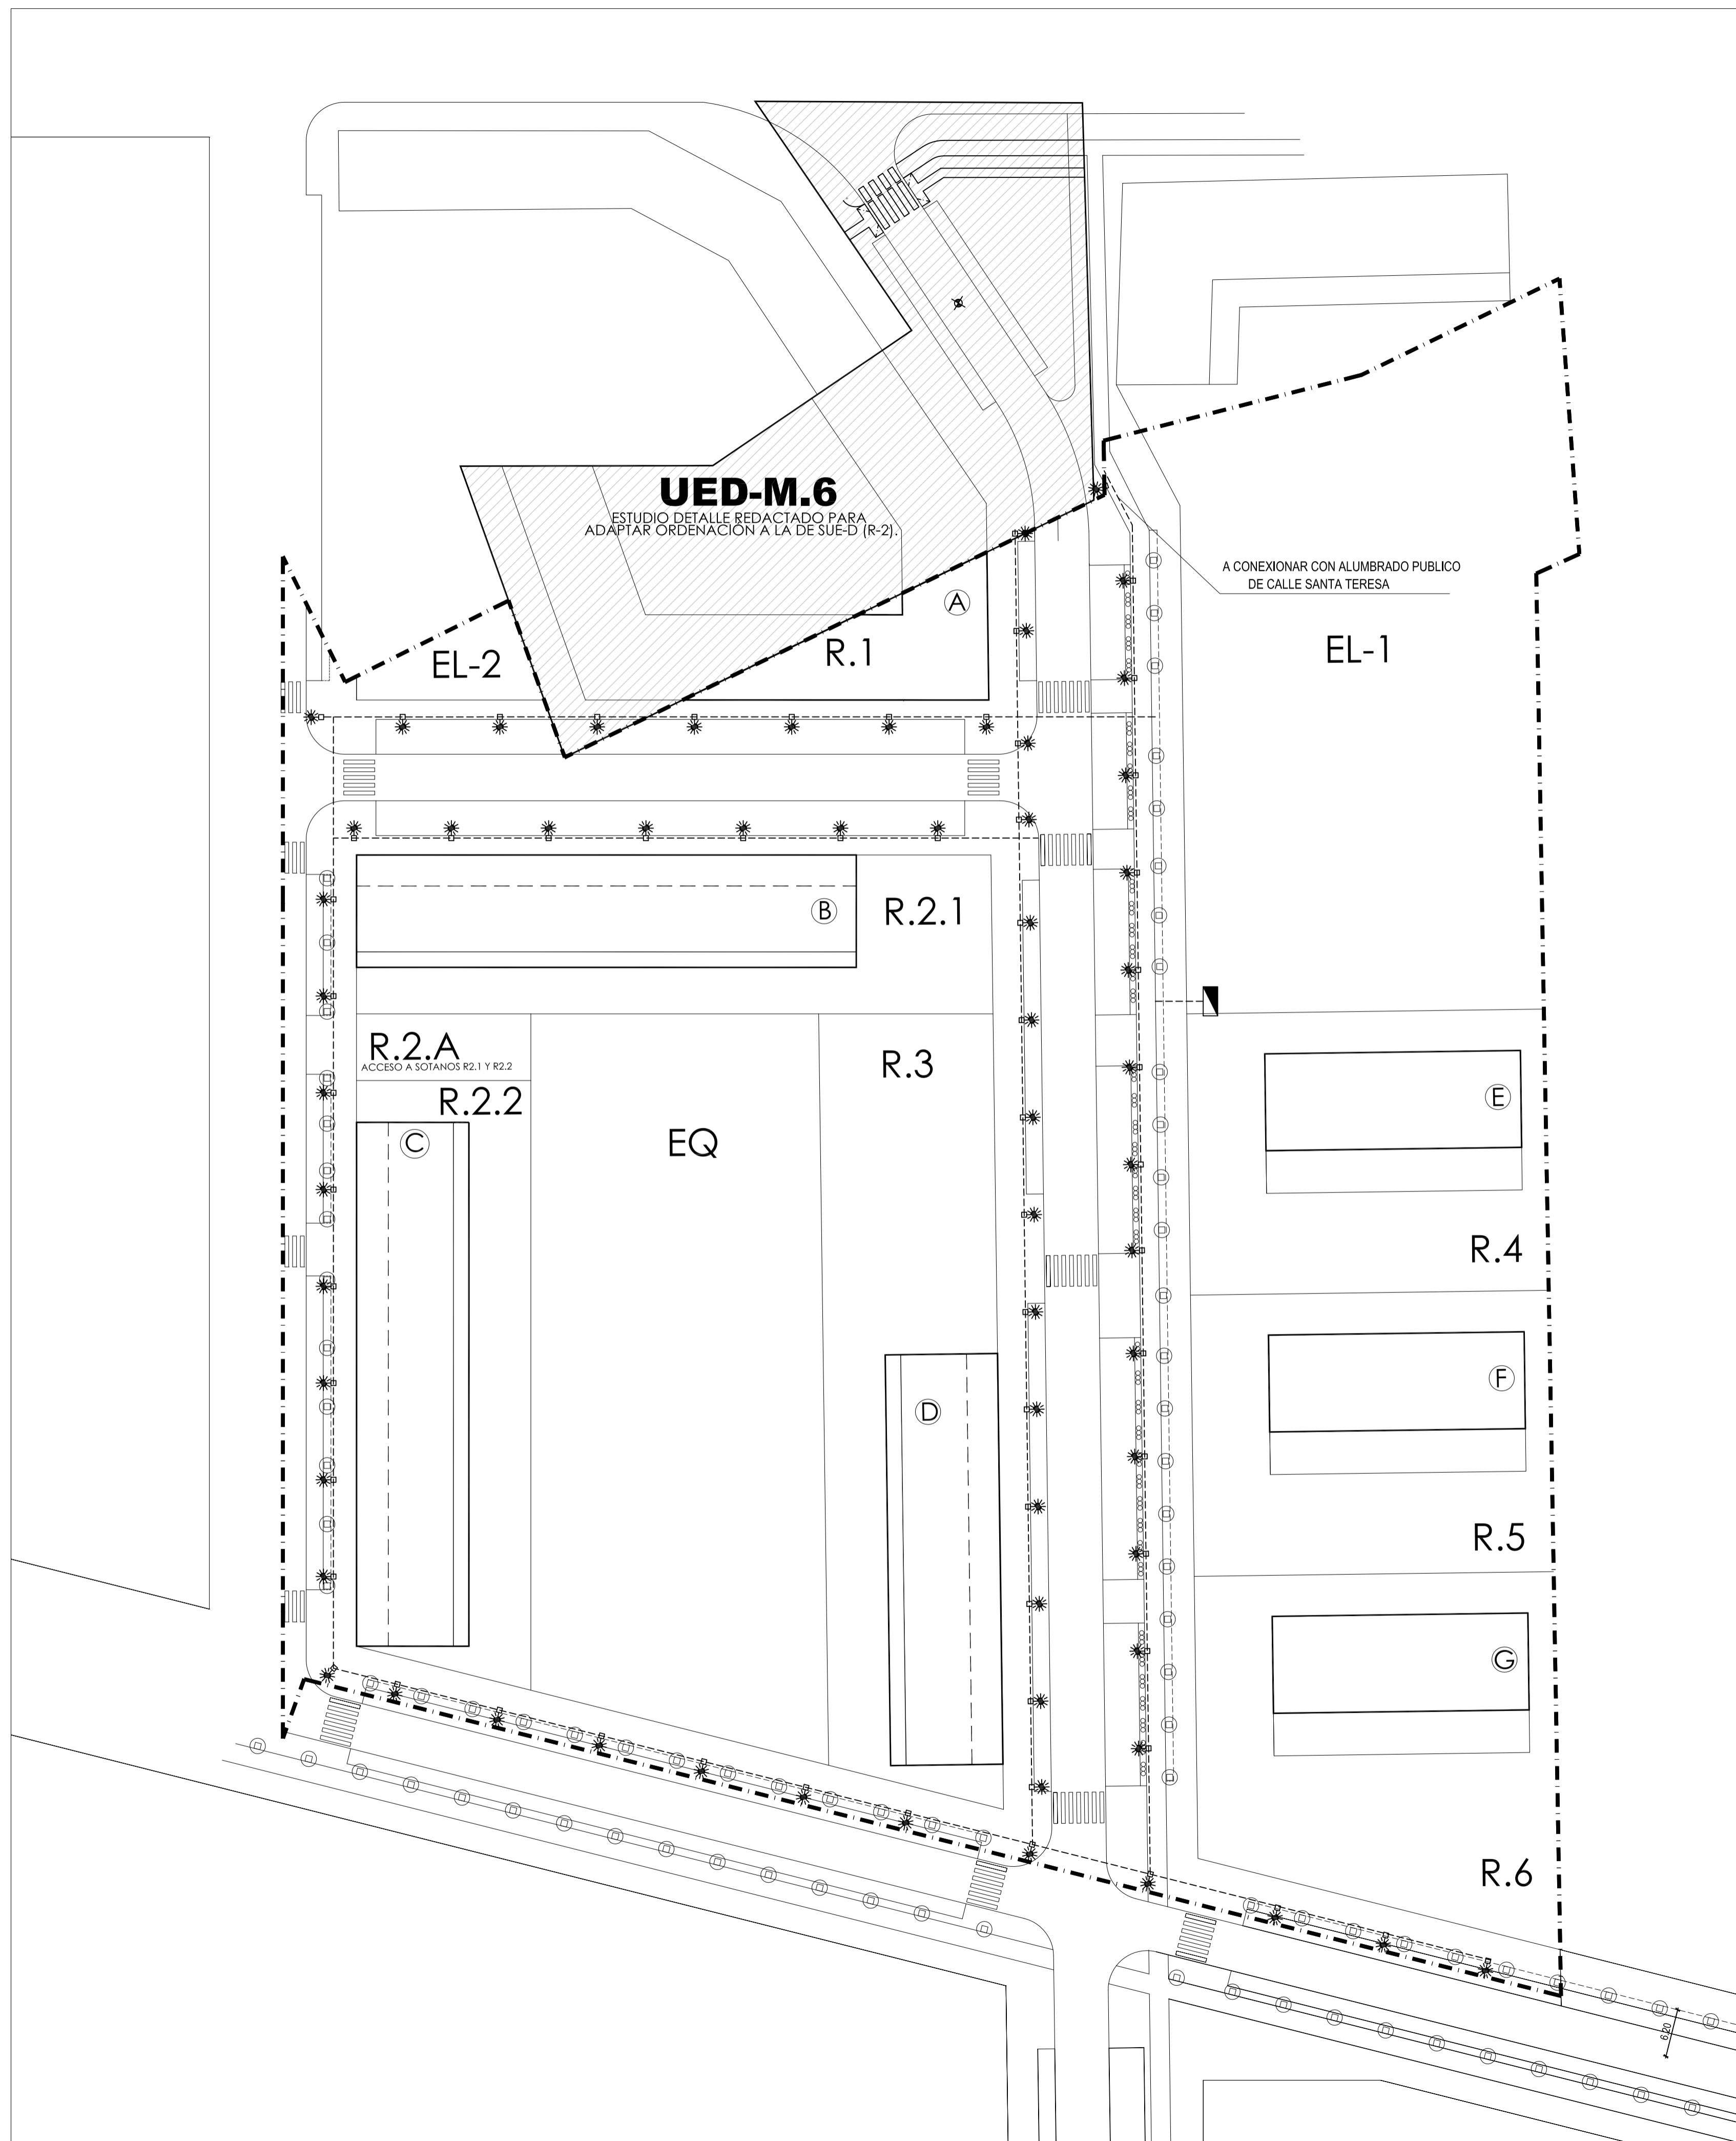 UED-M.6
ESTUDIO DETALLE REDACTADO PARA
ADAPTAR ORDENACIÓN A LA DE SUE-D (R-2).
A CONEXIONAR CON ALUMBRADO PUBLICO
DE CALLE SANTA TERESA
A
R.1
EL-2
EL-1
B
R.2.1
R.2.A
ACCESO A SOTANOS R2.1 Y R2.2
R.2.2
R.3
C
EQ
E
R.4
F
D
R.5
G
R.6
6.20